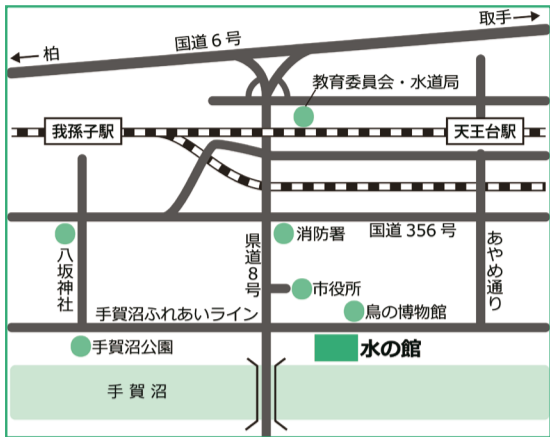 取手
国道6号
柏
教育委員会・水道局
我孫子駅
天王台駅
国道356号
消防署
八坂神社
県道8号
あやめ通り
市役所
手賀沼ふれあいライン
鳥の博物館
手賀沼公園
水の館
手賀沼